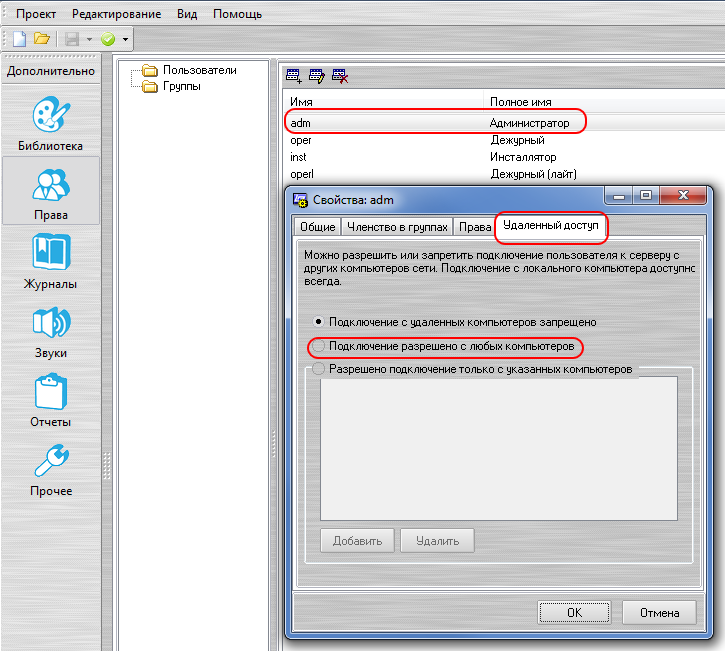 Проект Редактирование Вид Помощь
Дополнительно
Библиотека
Права
Журналы
Звуки
Отчеты
Прочее
Пользователи
Группы
Имя Полное имя
adm Администратор
oper Дежурный
inst Инсталлятор
operl Дежурный (лайт)
Свойства: adm
Общие Членство в группах Права Удаленный доступ
Можно разрешить или запретить подключение пользователя к серверу с
других компьютеров сети. Подключение с локального компьютера доступно
всегда.
Подключение с удаленных компьютеров запрещено
Подключение разрешено с любых компьютеров
Разрешено подключение только с указанных компьютеров
Добавить Удалить
OK Отмена